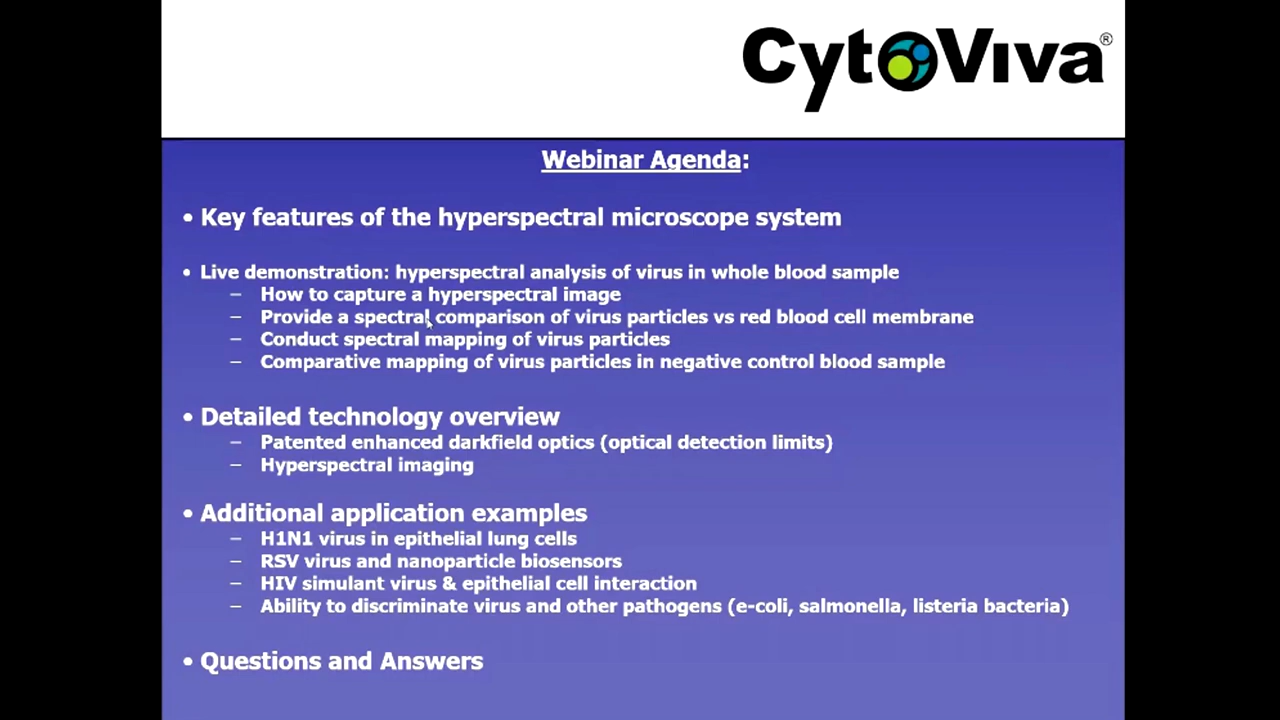 CytoViva®
Webinar Agenda:
• Key features of the hyperspectral microscope system
• Live demonstration: hyperspectral analysis of virus in whole blood sample
– How to capture a hyperspectral image
– Provide a spectral comparison of virus particles vs red blood cell membrane
– Conduct spectral mapping of virus particles
– Comparative mapping of virus particles in negative control blood sample
• Detailed technology overview
– Patented enhanced darkfield optics (optical detection limits)
– Hyperspectral imaging
• Additional application examples
– H1N1 virus in epithelial lung cells
– RSV virus and nanoparticle biosensors
– HIV simulant virus & epithelial cell interaction
– Ability to discriminate virus and other pathogens (e-coli, salmonella, listeria bacteria)
• Questions and Answers